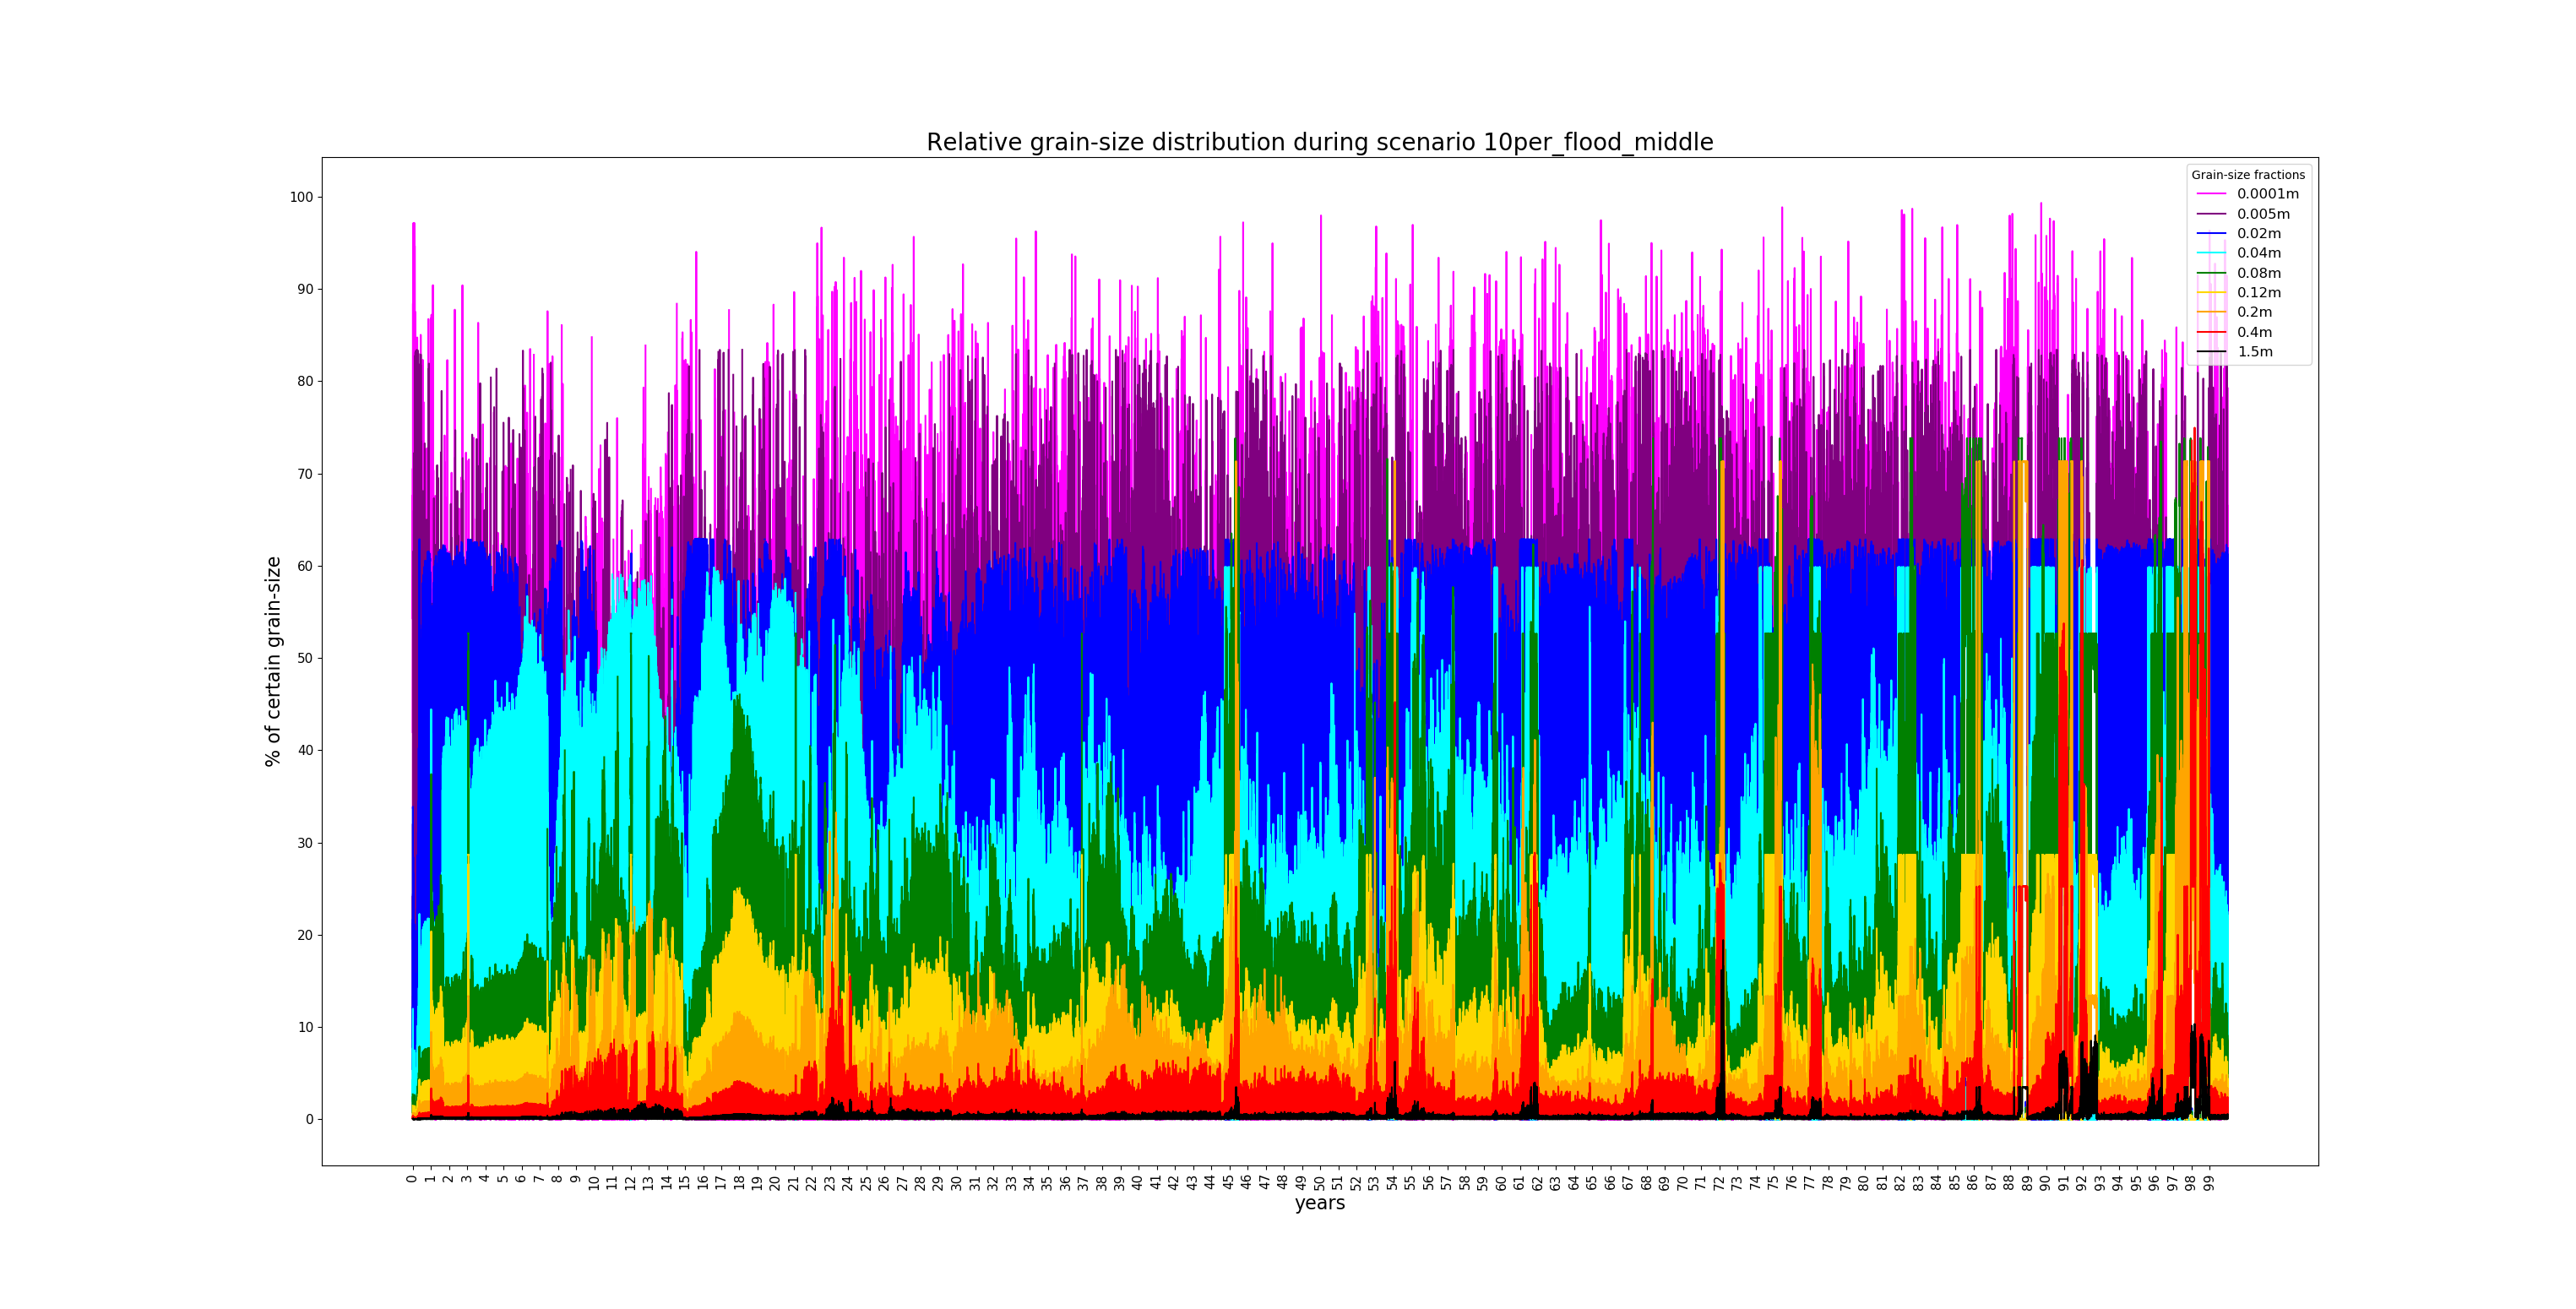 Relative grain-size distribution during scenario 10per_flood_middle
Grain-size fractions
0.0001m
0.005m
0.02m
0.04m
0.08m
0.12m
0.2m
0.4m
1.5m
100
90
80
70
60
50
40
30
20
10
0
% of certain grain-size
0 1 2 3 4 5 6 7 8 9 10 11 12 13 14 15 16 17 18 19 20 21 22 23 24 25 26 27 28 29 30 31 32 33 34 35 36 37 38 39 40 41 42 43 44 45 46 47 48 49 50 51 52 53 54 55 56 57 58 59 60 61 62 63 64 65 66 67 68 69 70 71 72 73 74 75 76 77 78 79 80 81 82 83 84 85 86 87 88 89 90 91 92 93 94 95 96 97 98 99
years